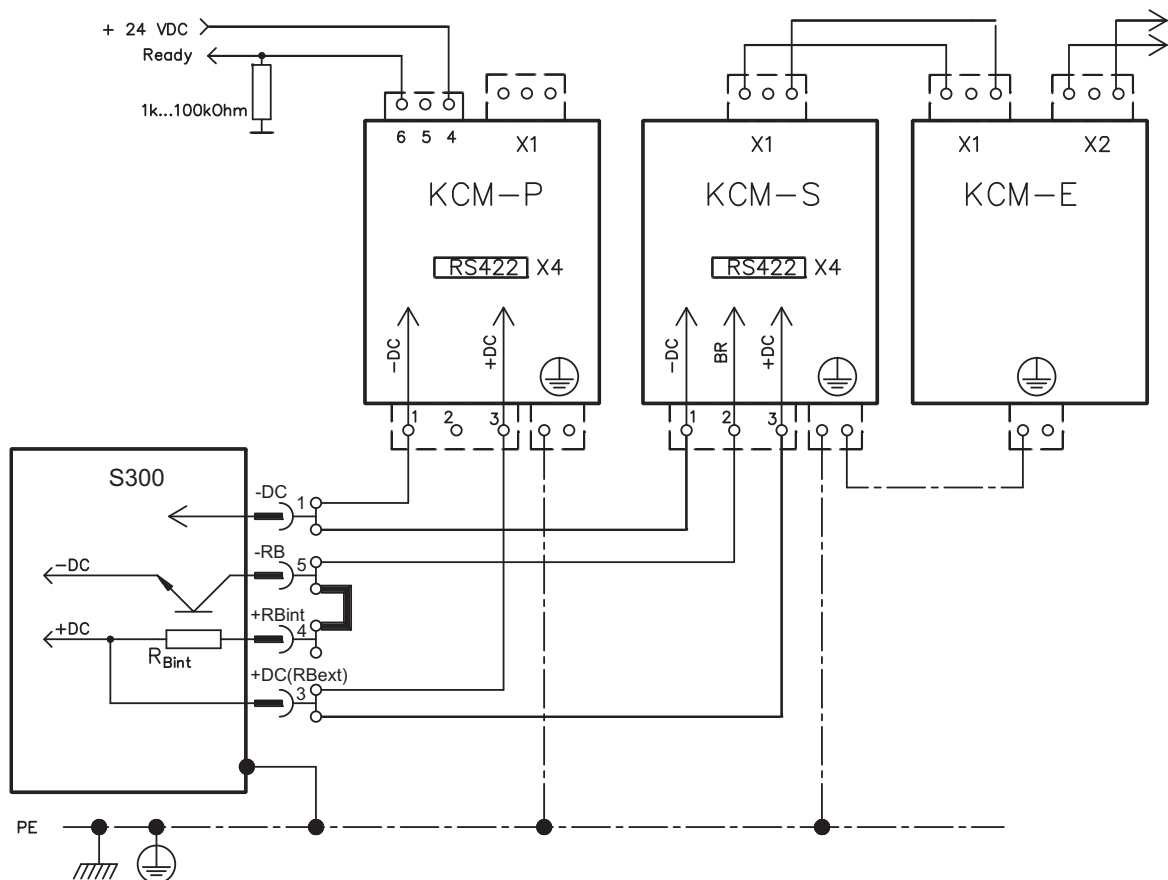 + 24 VDC
Ready
1k...100kOhm
6 5 4
X1
KCM-P
RS422 X4
-DC
+DC
1 2 3
X1
KCM-S
RS422 X4
-DC
BR
+DC
1 2 3
X1 X2
KCM-E
S300
-DC
1
-RB
5
-DC
+RBint
4
+DC
RBint
+DC(RBext)
3
PE